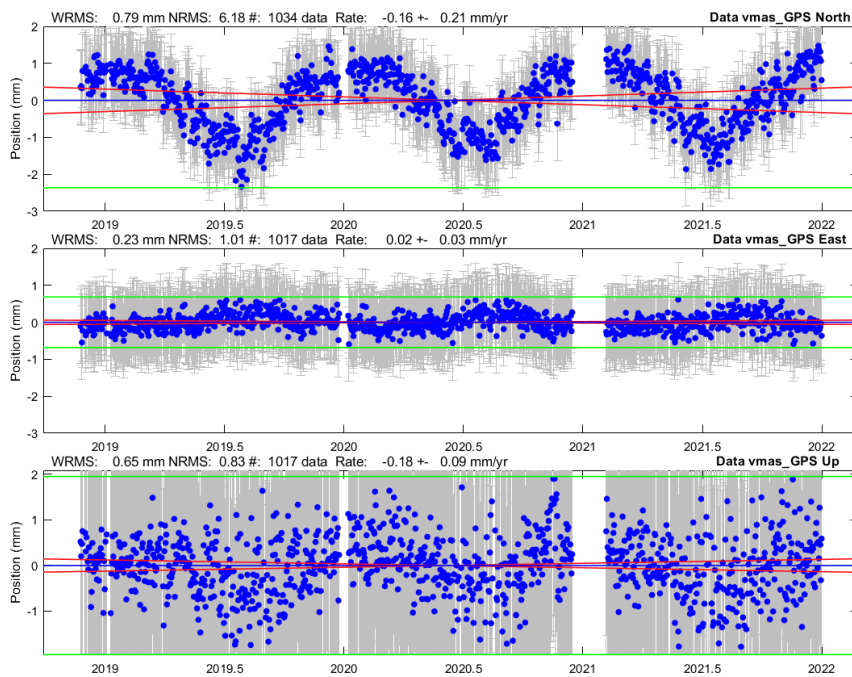 WRMS: 0.79 mm NRMS: 6.18 #: 1034 data Rate: -0.16 +- 0.21 mm/yr Data vmas_GPS North
2
1
0
-1
-2
-3
Position (mm)
2019 2019.5 2020 2020.5 2021 2021.5 2022
WRMS: 0.23 mm NRMS: 1.01 #: 1017 data Rate: 0.02 +- 0.03 mm/yr Data vmas_GPS East
2
1
0
-1
-2
-3
Position (mm)
2019 2019.5 2020 2020.5 2021 2021.5 2022
WRMS: 0.65 mm NRMS: 0.83 #: 1017 data Rate: -0.18 +- 0.09 mm/yr Data vmas_GPS Up
2
1
0
-1
Position (mm)
2019 2019.5 2020 2020.5 2021 2021.5 2022